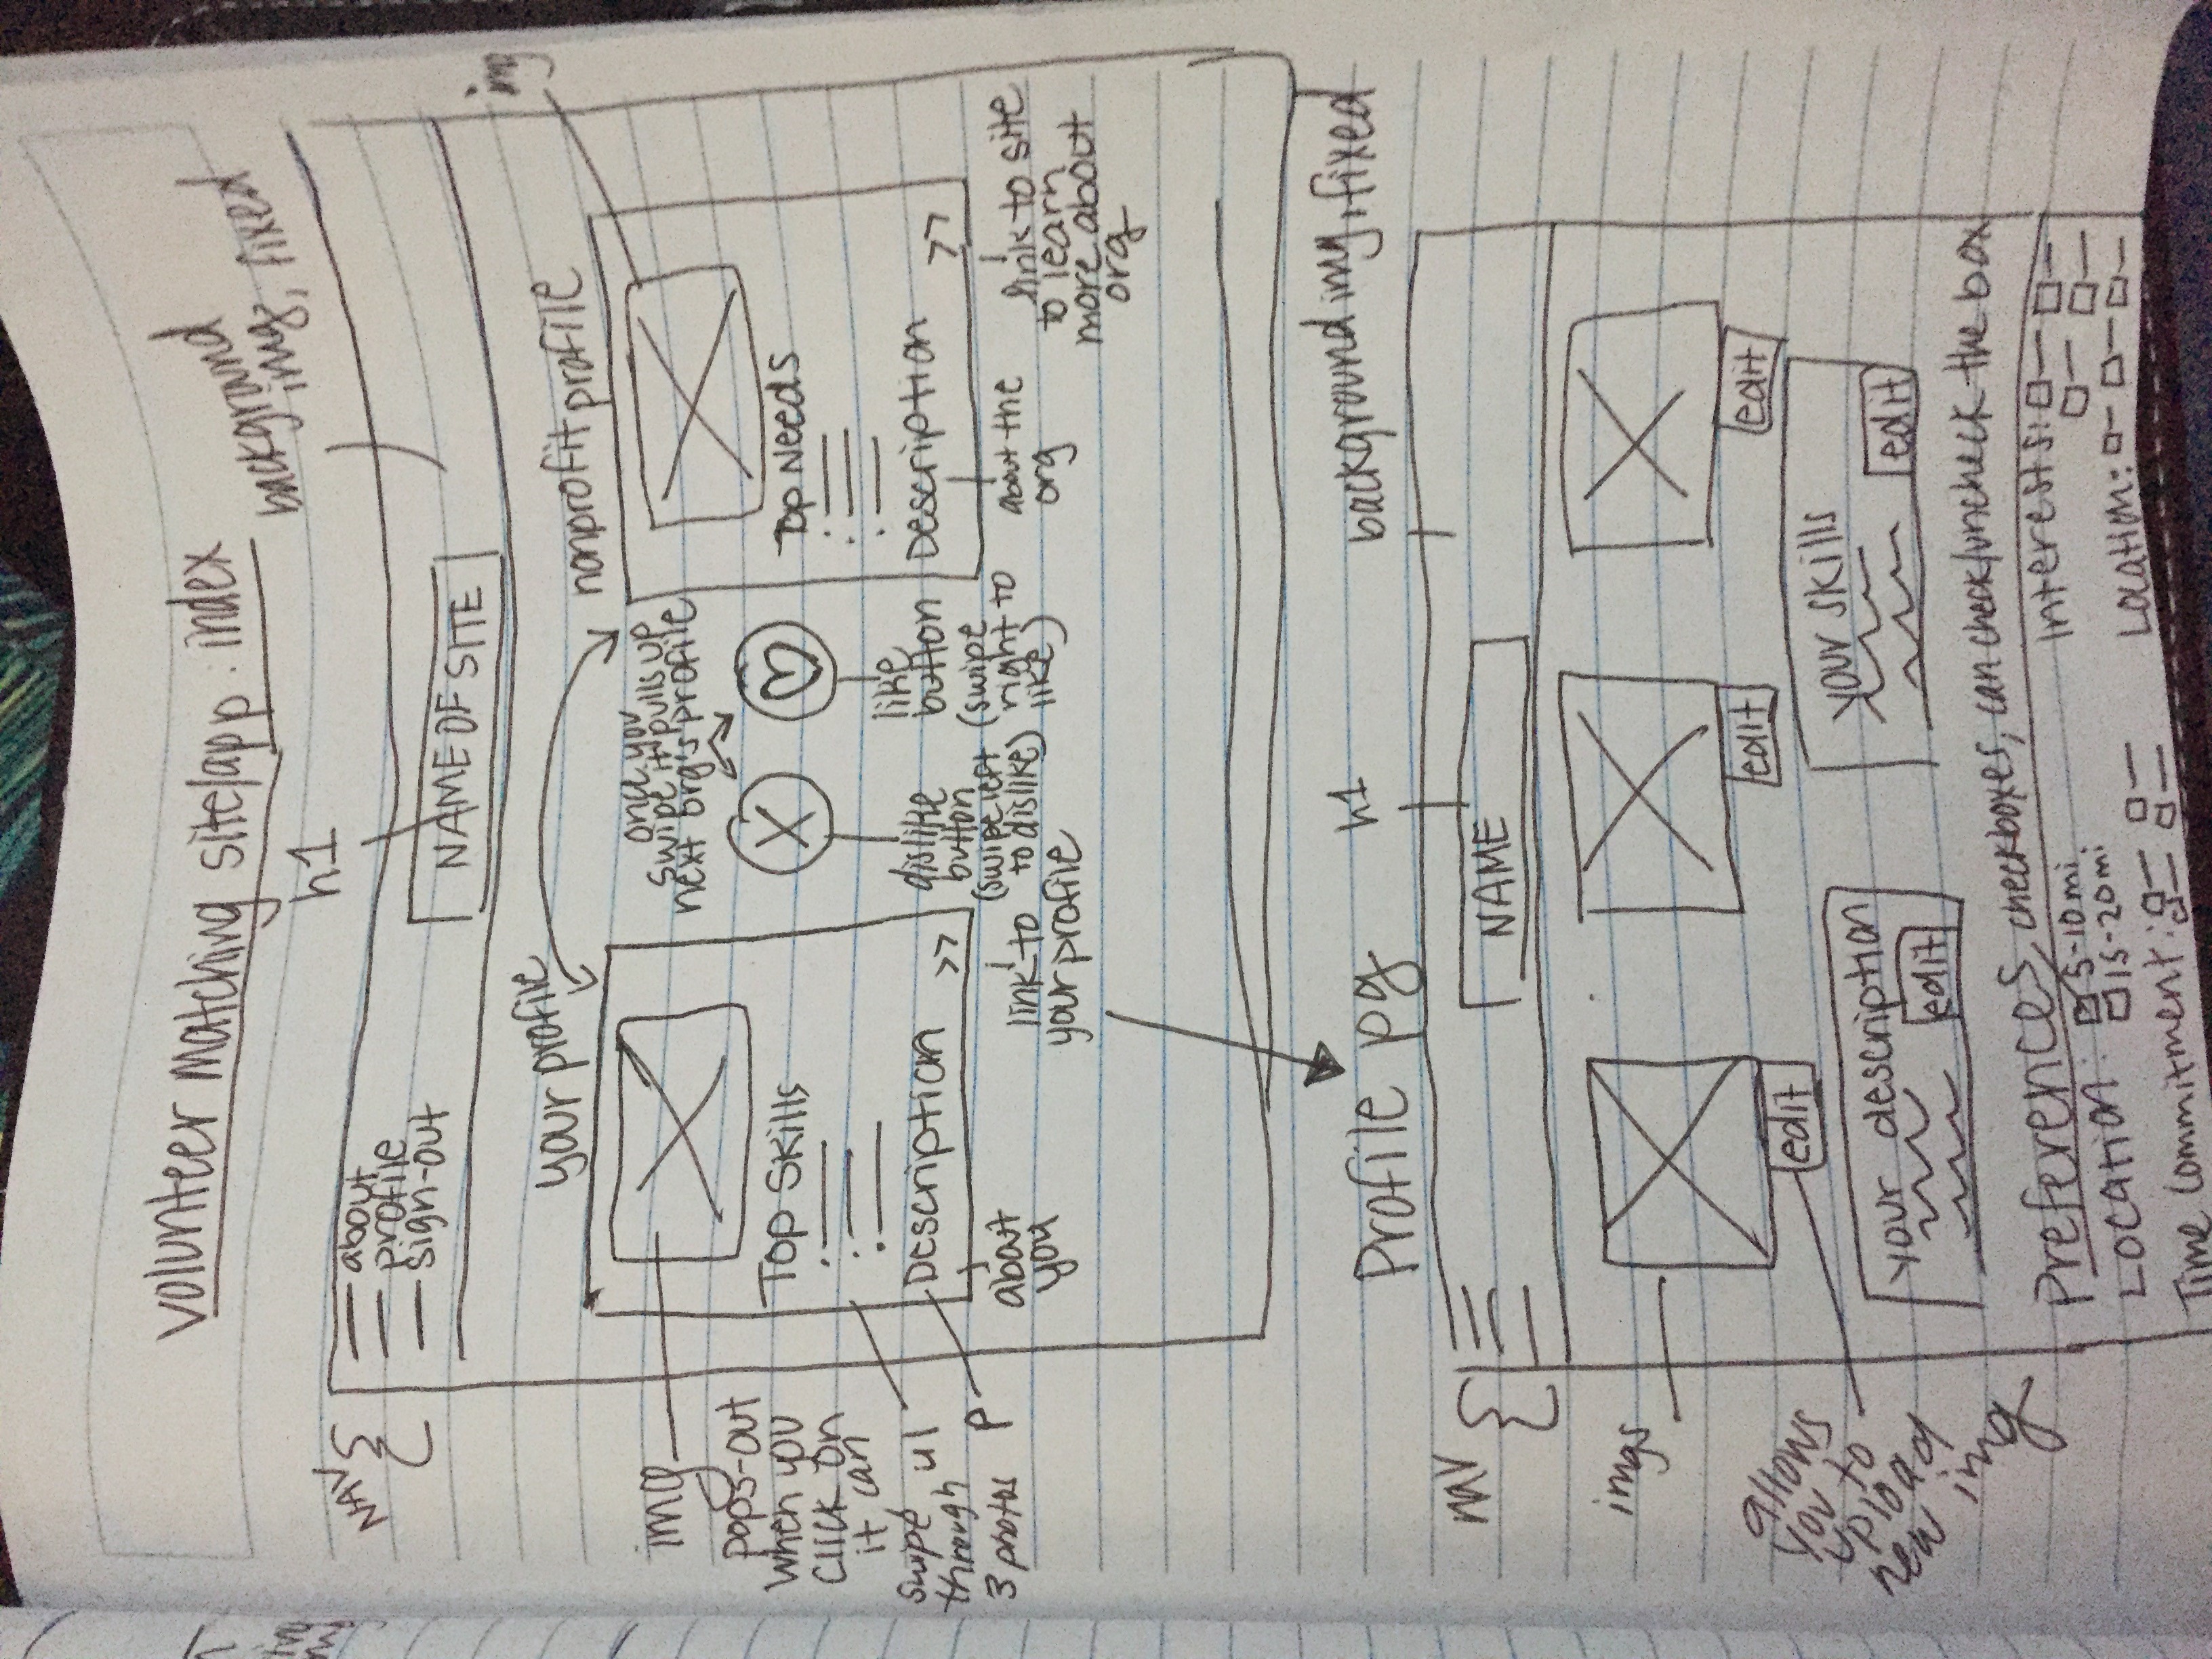 volunteer matching site/app: index
h1
background
img, fixed
NAV
about
profile
sign-out
NAME OF SITE
img
your profile
nonprofit profile
once you
swipe it pulls up
next org's profile
img
pops-out
when you
click on
it can
swipe
through
3 photos
Top Skills
ul
Description
p
>>
about
you
link to
your profile
X
dislike
button
(swipe left
to dislike)
like
button
(swipe
right to
like)
Top Needs
Description
>>
about the
org
link to site
to learn
more about
org
Profile pg
h1
background img, fixed
nav
NAME
imgs
edit
edit
edit
allows
you to
upload
new
img
your description
edit
your skills
edit
Preferences
checkboxes, can check/uncheck the box
Location:
5-10mi
15-20mi
Interests:
Time Commitment:
Location: